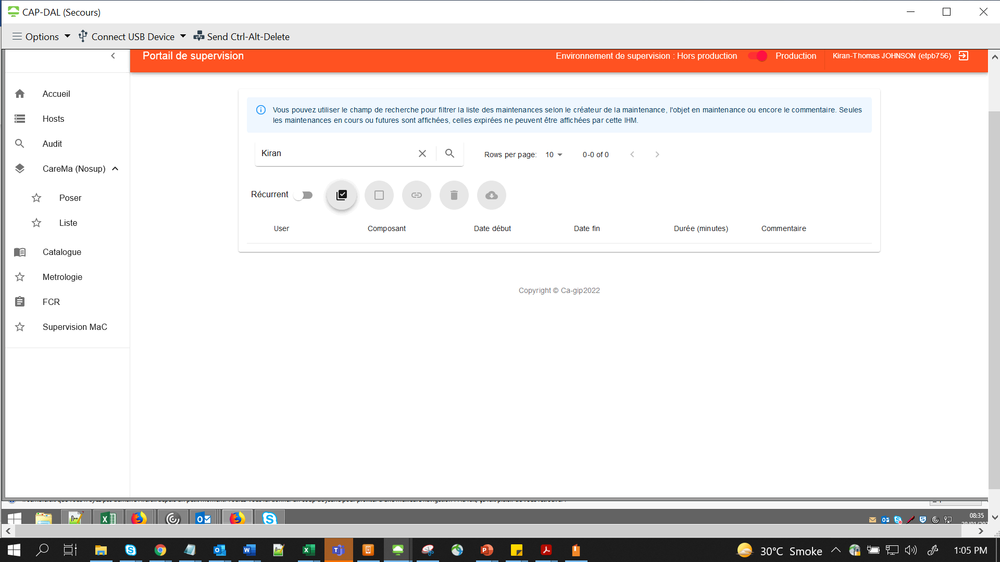 CAP-DAL (Secours)
Options
Connect USB Device
Send Ctrl-Alt-Delete
Portail de supervision
Environnement de supervision : Hors production
Production
Kiran-Thomas JOHNSON (etpb756)
Accueil
Hosts
Audit
CareMa (Nosup)
Poser
Liste
Catalogue
Metrologie
FCR
Supervision MaC
Vous pouvez utiliser le champ de recherche pour filtrer la liste des maintenances selon le créateur de la maintenance, l'objet en maintenance ou encore le commentaire. Seules
les maintenances en cours ou futures sont affichées, celles expirées ne peuvent être affichées par cette IHM.
Kiran
Rows per page:
10
0-0 of 0
Récurrent
User
Composant
Date début
Date fin
Durée (minutes)
Commentaire
Copyright © Ca-gip2022
08:35
30°C Smoke
1:05 PM